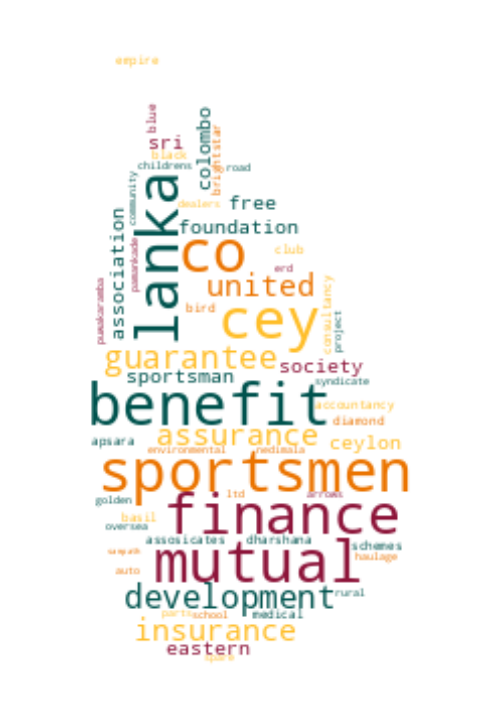 empire
blue
sri
colombo
brightstar
black
childrens
road
community
lanka
dealers
free
association
foundation
pamankade
co
club
erd
puwakaramba
united
consultancy
bird
cey
project
guarantee
society
sportsman
syndicate
benefit
accountancy
diamond
assurance
apsara
ceylon
environmental
nedimala
sportsmen
golden
ltd
arrows
finance
basil
oversea
assosicates
dharshana
schemes
sampath
mutual
haulage
auto
development
rural
parts
school
medical
insurance
eastern
spare